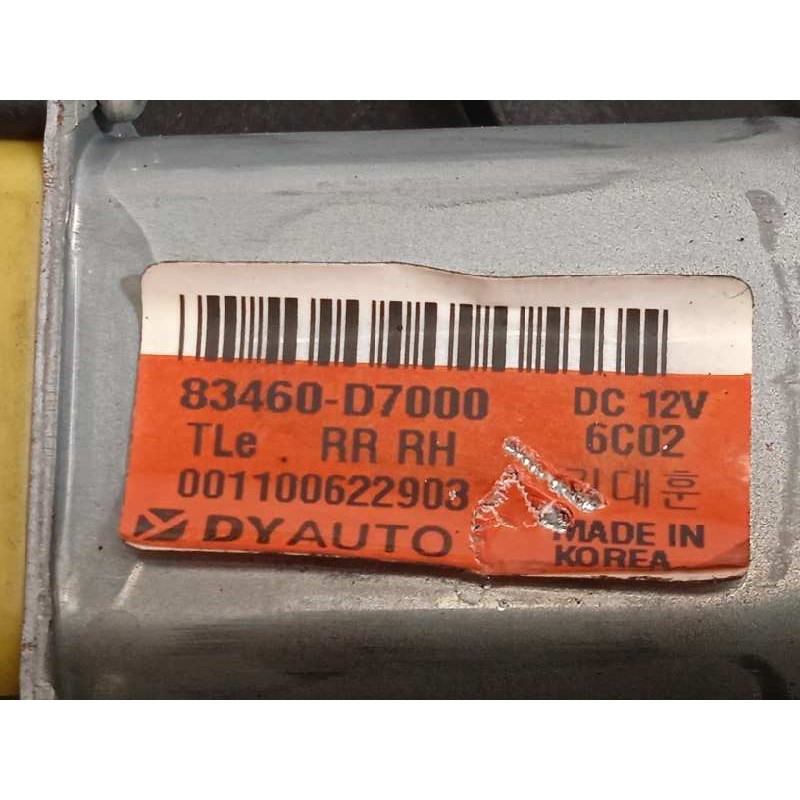 83460-D7000 DC 12V
TLe RR RH 6C02
001100622903 김대훈
DYAUTO MADE IN
KOREA